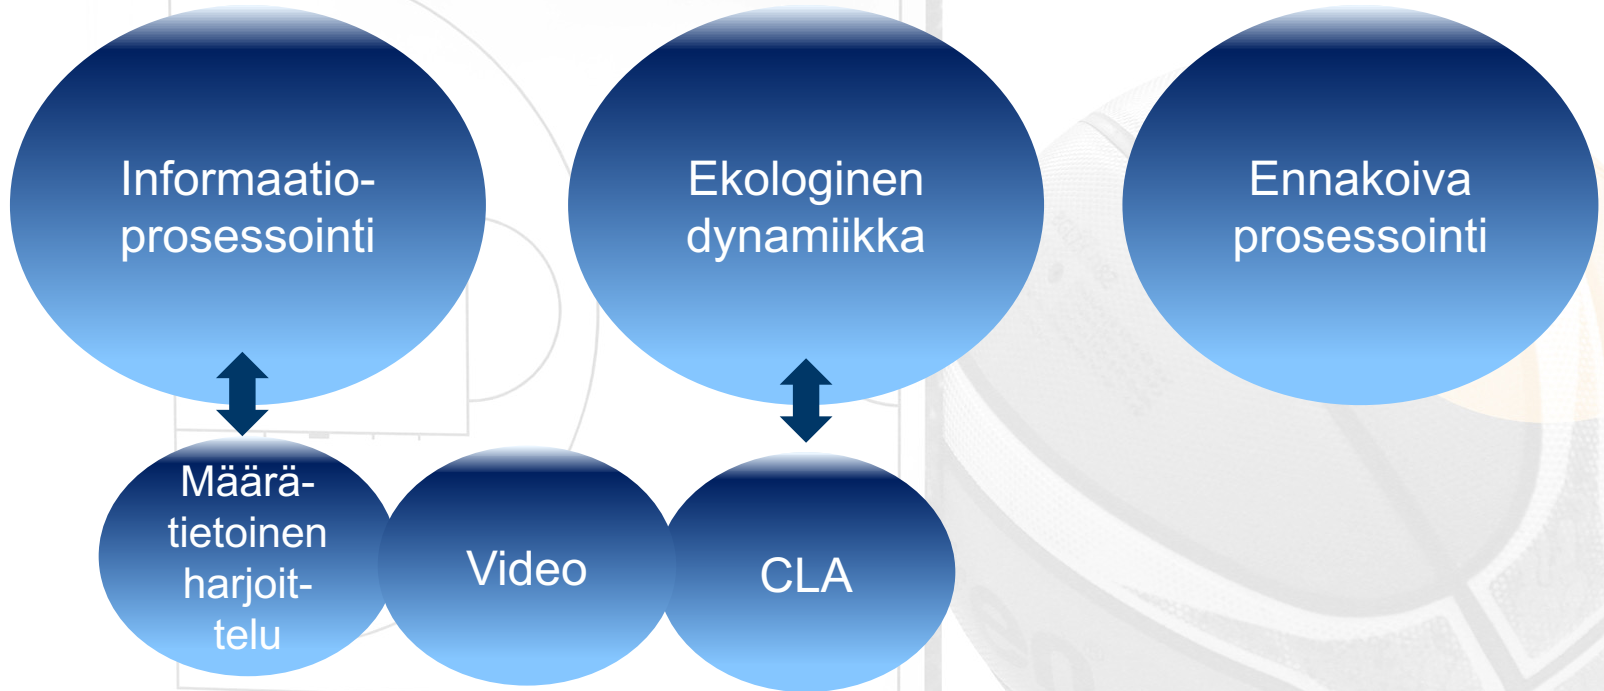 Informaatio-
prosessointi
Ekologinen
dynamiikka
Ennakoiva
prosessointi
Määrä-
tietoinen
harjoit-
telu
Video
CLA